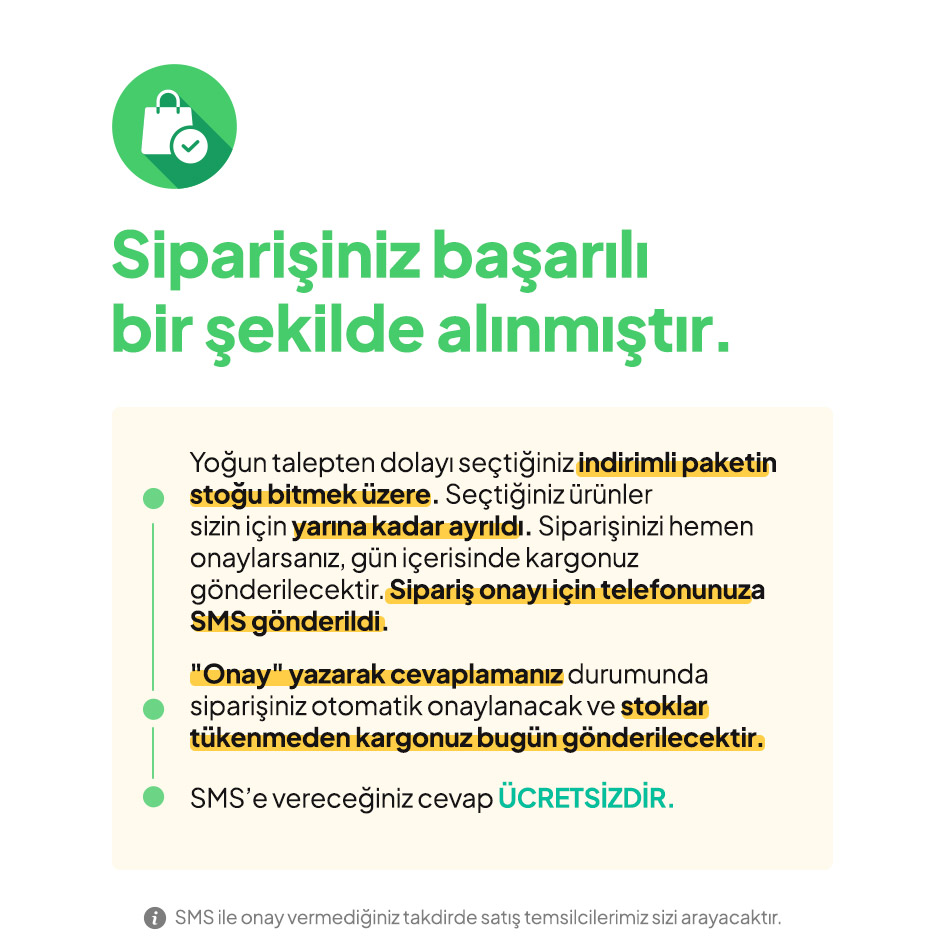 Siparişiniz başarılı
bir şekilde alınmıştır.
Yoğun talepten dolayı seçtiğiniz indirimli paketin
stoğu bitmek üzere. Seçtiğiniz ürünler
sizin için yarına kadar ayrıldı. Siparişinizi hemen
onaylarsanız, gün içerisinde kargonuz
gönderilecektir. Sipariş onayı için telefonunuza
SMS gönderildi.
"Onay" yazarak cevaplamanız durumunda
siparişiniz otomatik onaylanacak ve stoklar
tükenmeden kargonuz bugün gönderilecektir.
SMS’e vereceğiniz cevap ÜCRETSİZDİR.
SMS ile onay vermediğiniz takdirde satış temsilcilerimiz sizi arayacaktır.